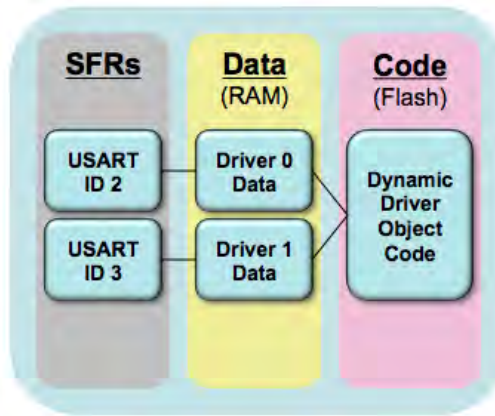 SFRs
Data
(RAM)
Code
(Flash)
USART
ID 2
Driver 0
Data
Dynamic
Driver
Object
Code
USART
ID 3
Driver 1
Data